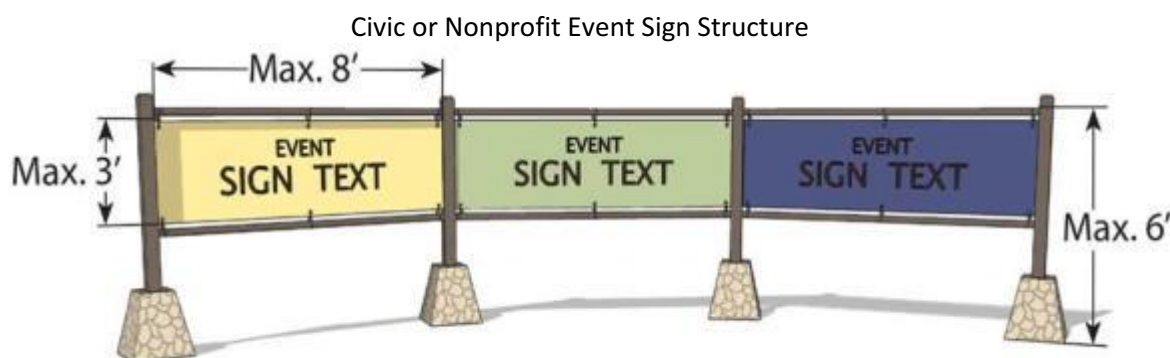 Civic or Nonprofit Event Sign Structure
Max. 8’
Max. 3’
EVENT
SIGN TEXT
EVENT
SIGN TEXT
EVENT
SIGN TEXT
Max. 6’